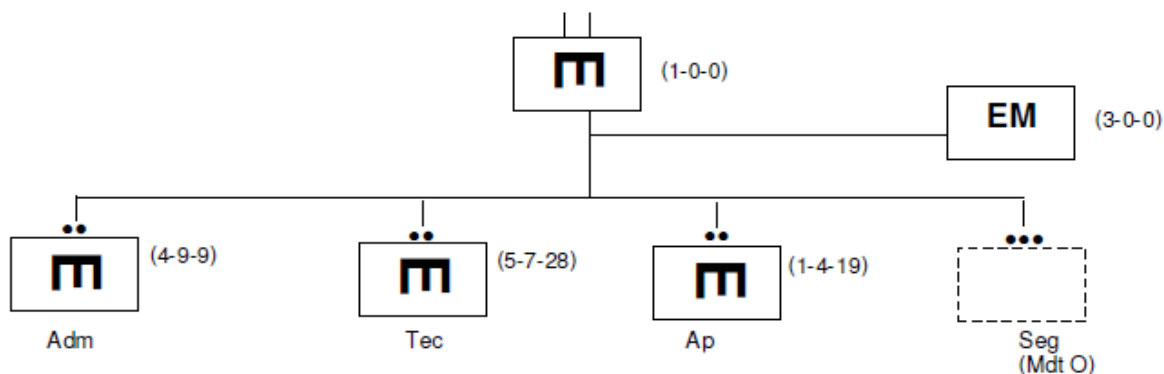 (1-0-0)
EM
(3-0-0)
(4-9-9)
(5-7-28)
(1-4-19)
Adm
Tec
Ap
Seg
(Mdt O)